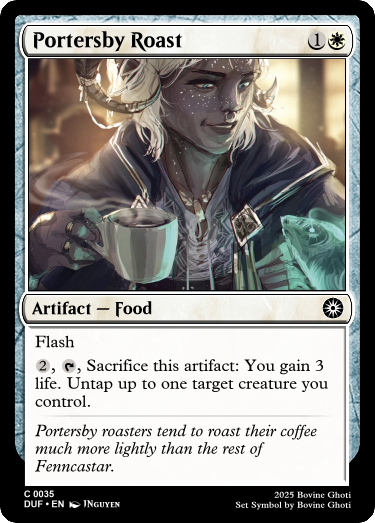 Portersby Roast 1
Artifact — Food
Flash
2, , Sacrifice this artifact: You gain 3
life. Untap up to one target creature you
control.
Portersby roasters tend to roast their coffee
much more lightly than the rest of
Fenncastar.
C 0035
DUF • EN JNguyen
2025 Bovine Ghoti
Set Symbol by Bovine Ghoti